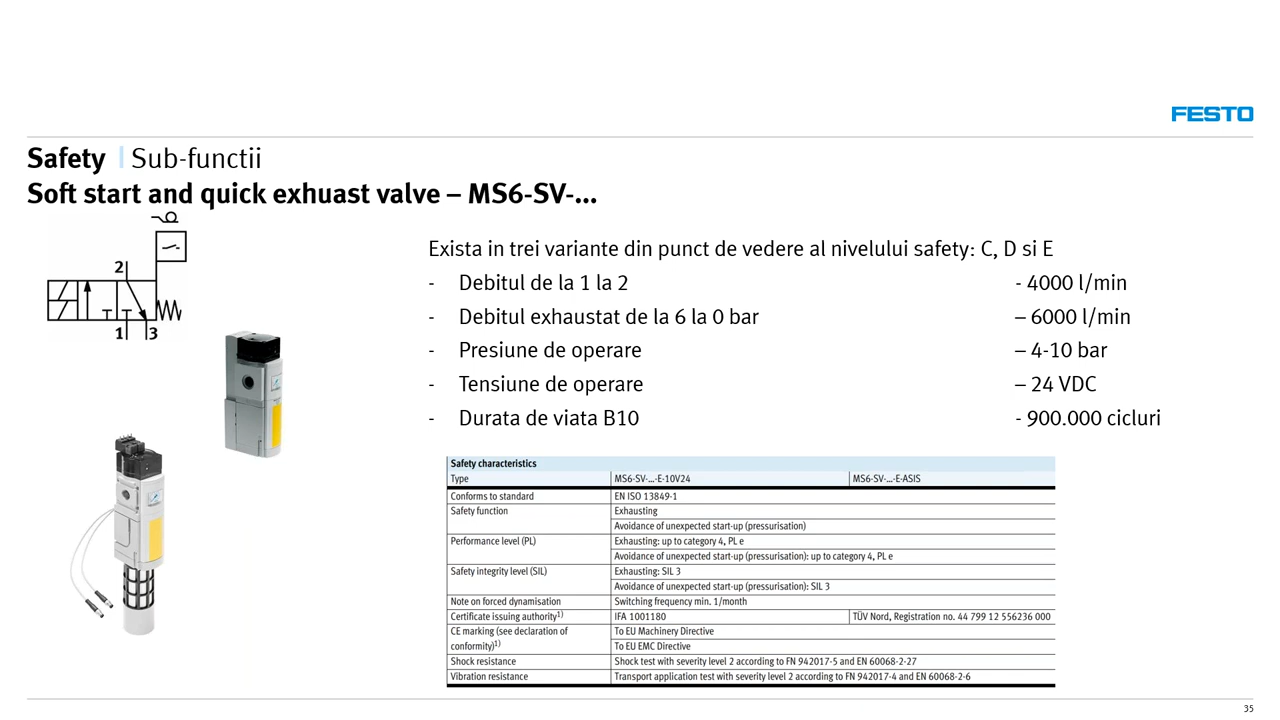 FESTO
Safety | Sub-functii
Soft start and quick exhuast valve – MS6-SV-...
2
1 3
Exista in trei variante din punct de vedere al nivelului safety: C, D si E
- Debitul de la 1 la 2 - 4000 l/min
- Debitul exhaustat de la 6 la 0 bar – 6000 l/min
- Presiune de operare – 4-10 bar
- Tensiune de operare – 24 VDC
- Durata de viata B10 - 900.000 cicluri
Safety characteristics
Type MS6-SV-...-E-10V24 MS6-SV-...-E-ASIS
Conforms to standard EN ISO 13849-1
Safety function Exhausting
Avoidance of unexpected start-up (pressurisation)
Performance level (PL) Exhausting: up to category 4, PL e
Avoidance of unexpected start-up (pressurisation): up to category 4, PL e
Safety integrity level (SIL) Exhausting: SIL 3
Avoidance of unexpected start-up (pressurisation): SIL 3
Note on forced dynamisation Switching frequency min. 1/month
Certificate issuing authority1) IFA 1001180 TÜV Nord, Registration no. 44 799 12 556236 000
CE marking (see declaration of To EU Machinery Directive
conformity)1) To EU EMC Directive
Shock resistance Shock test with severity level 2 according to FN 942017-5 and EN 60068-2-27
Vibration resistance Transport application test with severity level 2 according to FN 942017-4 and EN 60068-2-6
35